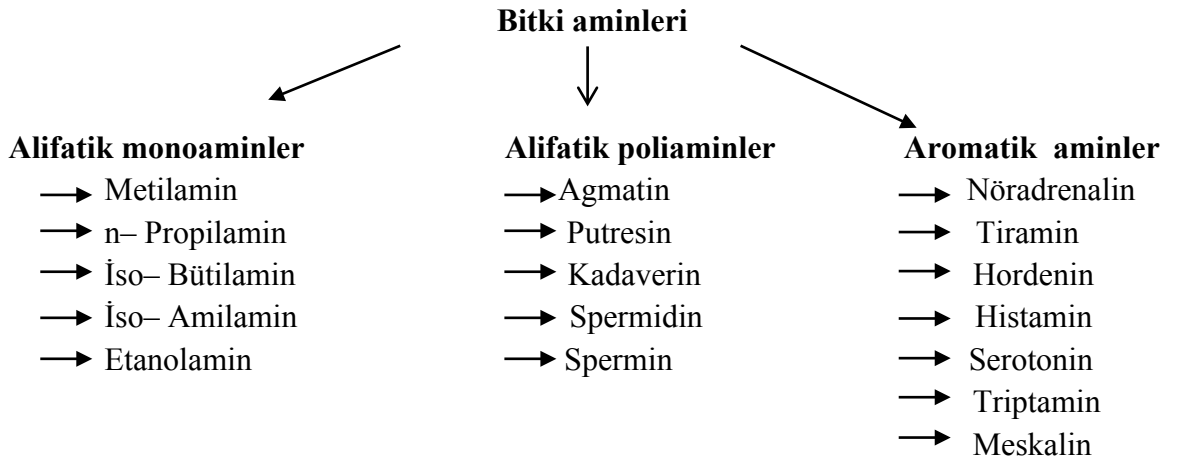 Bitki aminleri
Alifatik monoaminler
Metilamin
n– Propilamin
İso– Bütilamin
İso– Amilamin
Etanolamin
Alifatik poliaminler
Agmatin
Putresin
Kadaverin
Spermidin
Spermin
Aromatik aminler
Nöradrenalin
Tiramin
Hordenin
Histamin
Serotonin
Triptamin
Meskalin